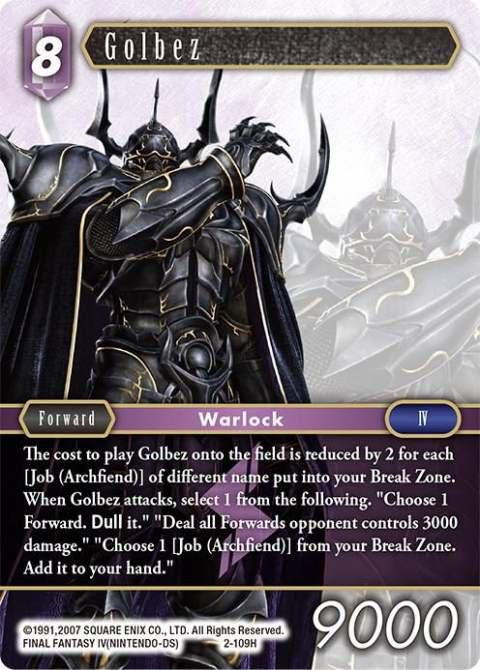 8
Golbez
Forward
Warlock
IV
The cost to play Golbez onto the field is reduced by 2 for each
[Job (Archfiend)] of different name put into your Break Zone.
When Golbez attacks, select 1 from the following. "Choose 1
Forward. Dull it." "Deal all Forwards opponent controls 3000
damage." "Choose 1 [Job (Archfiend)] from your Break Zone.
Add it to your hand."
©1991,2007 SQUARE ENIX CO., LTD. All Rights Reserved.
FINAL FANTASY IV(NINTENDO-DS)
2-109H
9000